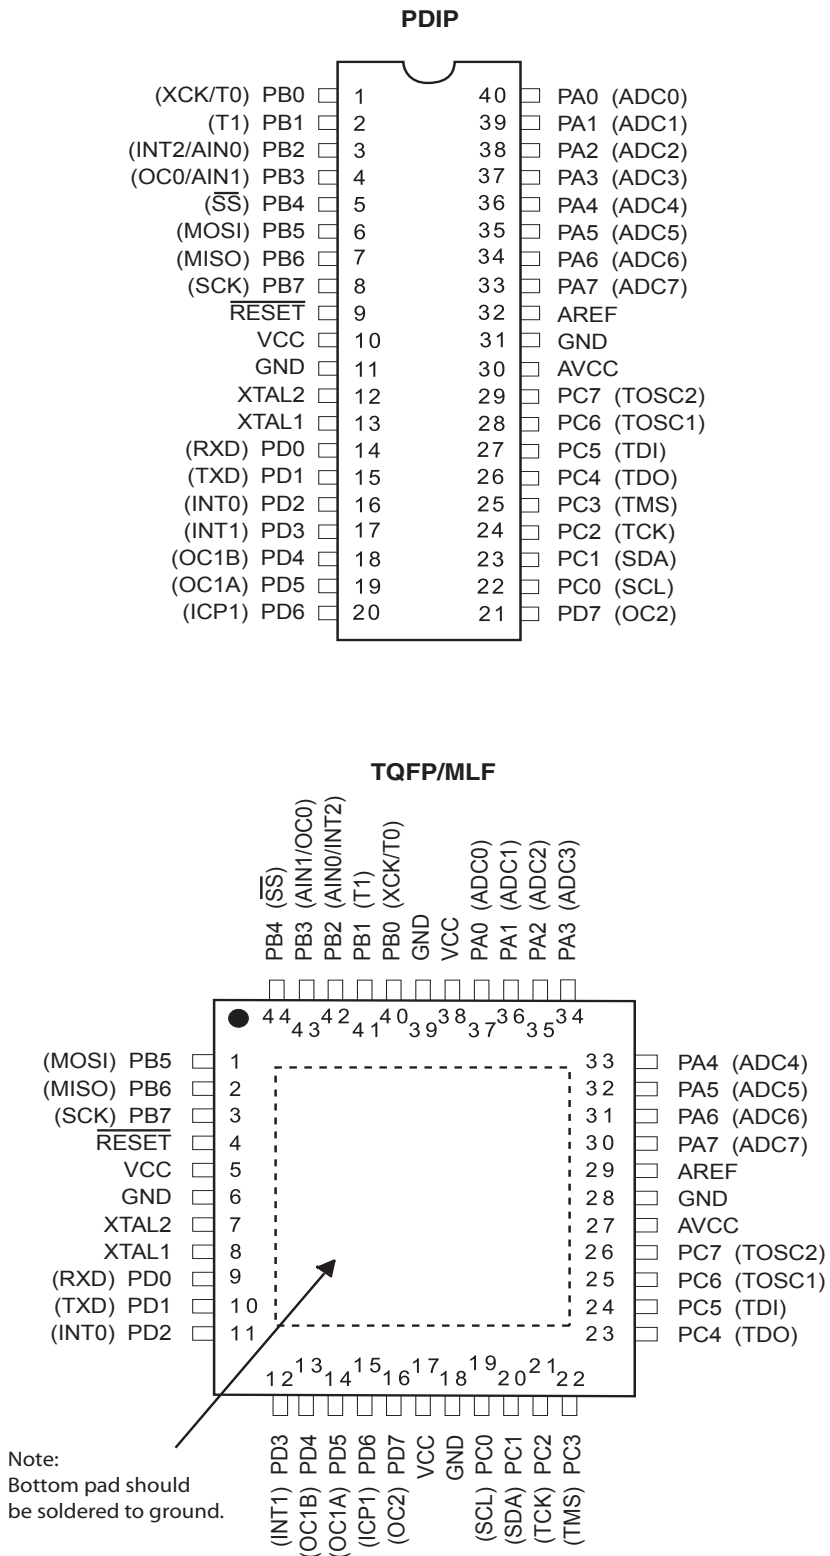 PDIP
(XCK/T0) PB0 1 40 PA0 (ADC0)
(T1) PB1 2 39 PA1 (ADC1)
(INT2/AIN0) PB2 3 38 PA2 (ADC2)
(OC0/AIN1) PB3 4 37 PA3 (ADC3)
(S̅S̅) PB4 5 36 PA4 (ADC4)
(MOSI) PB5 6 35 PA5 (ADC5)
(MISO) PB6 7 34 PA6 (ADC6)
(SCK) PB7 8 33 PA7 (ADC7)
R̅E̅S̅E̅T̅ 9 32 AREF
VCC 10 31 GND
GND 11 30 AVCC
XTAL2 12 29 PC7 (TOSC2)
XTAL1 13 28 PC6 (TOSC1)
(RXD) PD0 14 27 PC5 (TDI)
(TXD) PD1 15 26 PC4 (TDO)
(INT0) PD2 16 25 PC3 (TMS)
(INT1) PD3 17 24 PC2 (TCK)
(OC1B) PD4 18 23 PC1 (SDA)
(OC1A) PD5 19 22 PC0 (SCL)
(ICP1) PD6 20 21 PD7 (OC2)
TQFP/MLF
PB4 (S̅S̅)
PB3 (AIN1/OC0)
PB2 (AIN0/INT2)
PB1 (T1)
PB0 (XCK/T0)
GND
VCC
PA0 (ADC0)
PA1 (ADC1)
PA2 (ADC2)
PA3 (ADC3)
44 43 42 41 40 39 38 37 36 35 34
(MOSI) PB5 1 33 PA4 (ADC4)
(MISO) PB6 2 32 PA5 (ADC5)
(SCK) PB7 3 31 PA6 (ADC6)
R̅E̅S̅E̅T̅ 4 30 PA7 (ADC7)
VCC 5 29 AREF
GND 6 28 GND
XTAL2 7 27 AVCC
XTAL1 8 26 PC7 (TOSC2)
(RXD) PD0 9 25 PC6 (TOSC1)
(TXD) PD1 10 24 PC5 (TDI)
(INT0) PD2 11 23 PC4 (TDO)
12 13 14 15 16 17 18 19 20 21 22
(INT1) PD3
(OC1B) PD4
(OC1A) PD5
(ICP1) PD6
(OC2) PD7
VCC
GND
(SCL) PC0
(SDA) PC1
(TCK) PC2
(TMS) PC3
Note:
Bottom pad should
be soldered to ground.